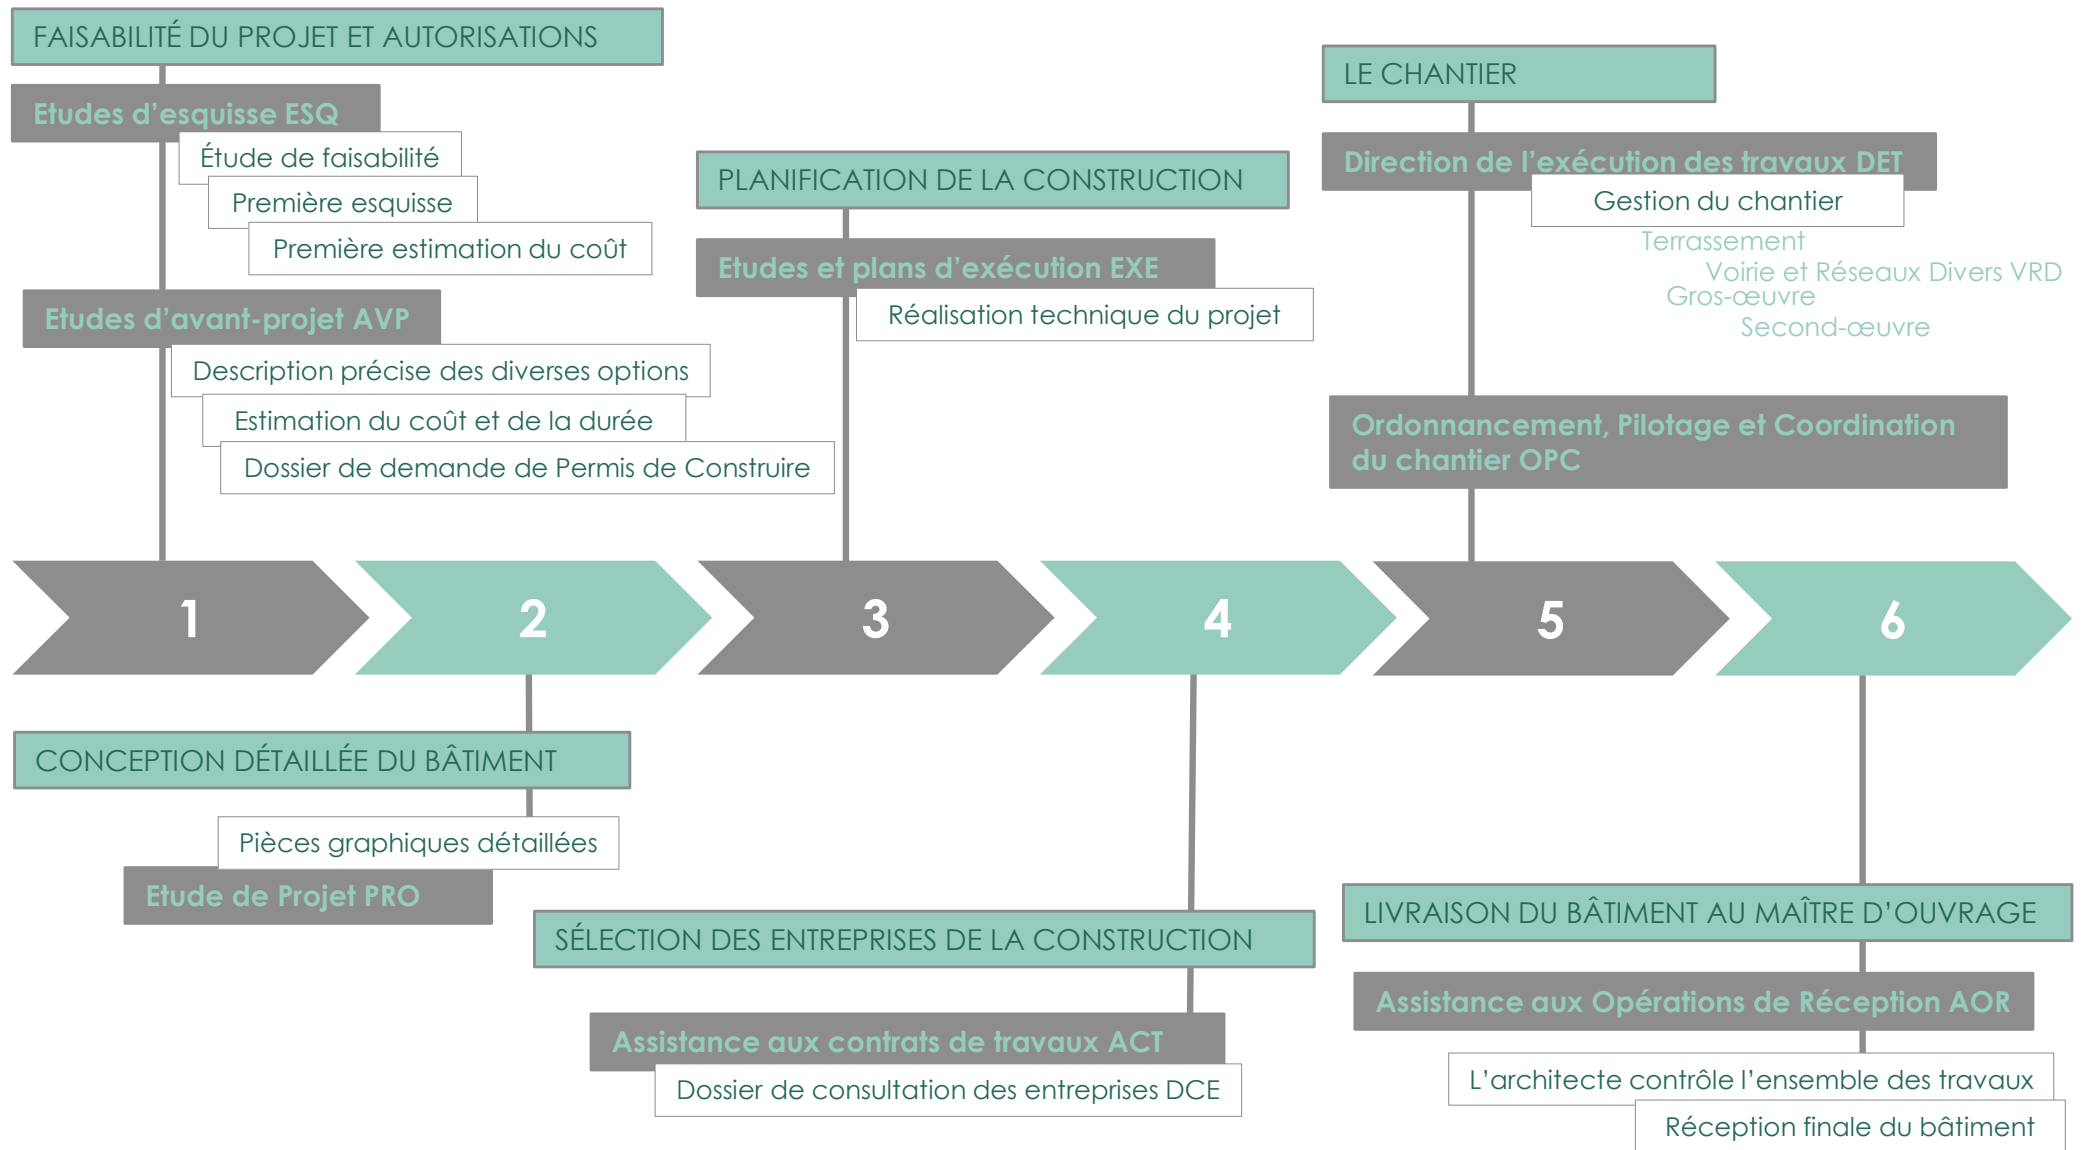 FAISABILITÉ DU PROJET ET AUTORISATIONS
Etudes d'esquisse ESQ
Étude de faisabilité
Première esquisse
Première estimation du coût
Etudes d'avant-projet AVP
Description précise des diverses options
Estimation du coût et de la durée
Dossier de demande de Permis de Construire
PLANIFICATION DE LA CONSTRUCTION
Etudes et plans d'exécution EXE
Réalisation technique du projet
LE CHANTIER
Direction de l'exécution des travaux DET
Gestion du chantier
Terrassement
Voirie et Réseaux Divers VRD
Gros-œuvre
Second-œuvre
Ordonnancement, Pilotage et Coordination
du chantier OPC
1
2
3
4
5
6
CONCEPTION DÉTAILLÉE DU BÂTIMENT
Pièces graphiques détaillées
Etude de Projet PRO
SÉLECTION DES ENTREPRISES DE LA CONSTRUCTION
Assistance aux contrats de travaux ACT
Dossier de consultation des entreprises DCE
LIVRAISON DU BÂTIMENT AU MAÎTRE D'OUVRAGE
Assistance aux Opérations de Réception AOR
L'architecte contrôle l'ensemble des travaux
Réception finale du bâtiment